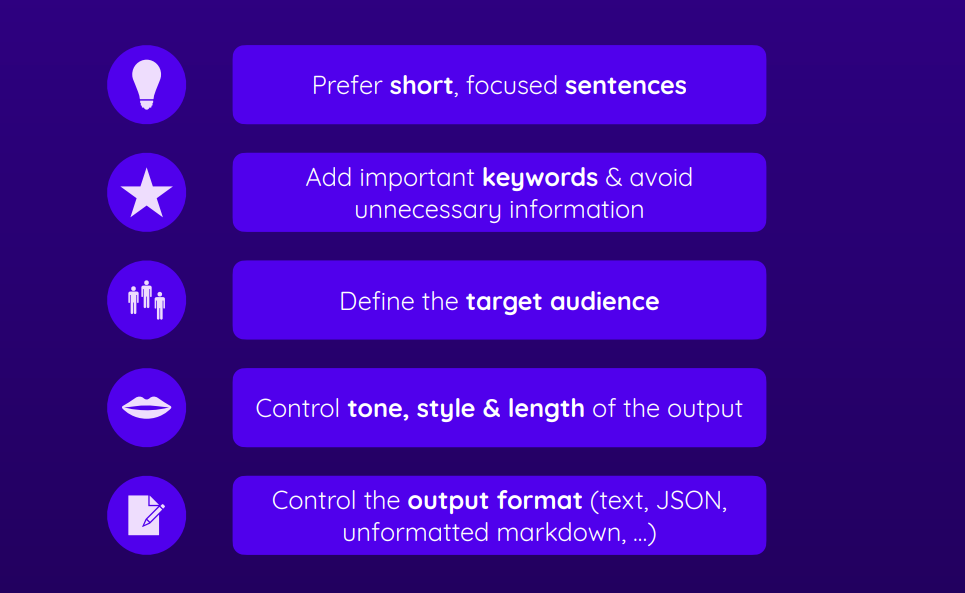 Prefer short, focused sentences
Add important keywords & avoid
unnecessary information
Define the target audience
Control tone, style & length of the output
Control the output format (text, JSON,
unformatted markdown, ...)